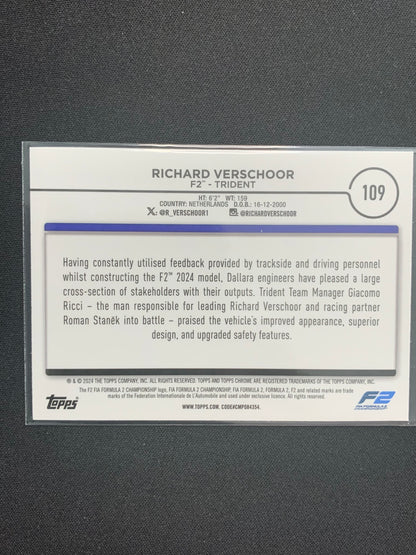 RICHARD VERSCHOOR
F2™ - TRIDENT
109
HT: 6'2" WT: 159
COUNTRY: NETHERLANDS D.O.B.: 16-12-2000
X: @R_VERSCHOOR1 @RICHARDVERSCHOOR
Having constantly utilised feedback provided by trackside and driving personnel
whilst constructing the F2™ 2024 model, Dallara engineers have pleased a large
cross-section of stakeholders with their outputs. Trident Team Manager Giacomo
Ricci – the man responsible for leading Richard Verschoor and racing partner
Roman Staněk into battle – praised the vehicle's improved appearance, superior
design, and upgraded safety features.
® & © 2024 THE TOPPS COMPANY, INC. ALL RIGHTS RESERVED. TOPPS AND TOPPS CHROME ARE REGISTERED TRADEMARKS OF THE TOPPS COMPANY, INC.
The F2 FIA FORMULA 2 CHAMPIONSHIP logo, FIA FORMULA 2 CHAMPIONSHIP, FIA FORMULA 2, F2 and related marks are trade
marks of the Federation Internationale de L'Automobile and used under exclusive licence. All rights reserved.
WWW.TOPPS.COM. CODE#CMP084354.
Topps
F2
FIA FORMULA 2
CHAMPIONSHIP